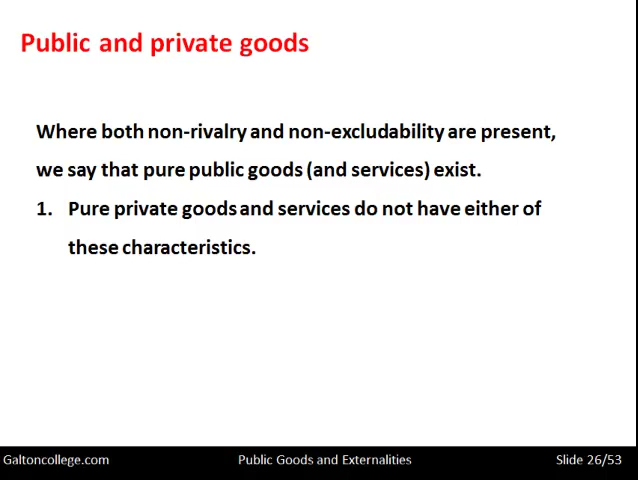 Public and private goods
Where both non-rivalry and non-excludability are present,
we say that pure public goods (and services) exist.
1. Pure private goods and services do not have either of
these characteristics.
Galtoncollege.com Public Goods and Externalities Slide 26/53